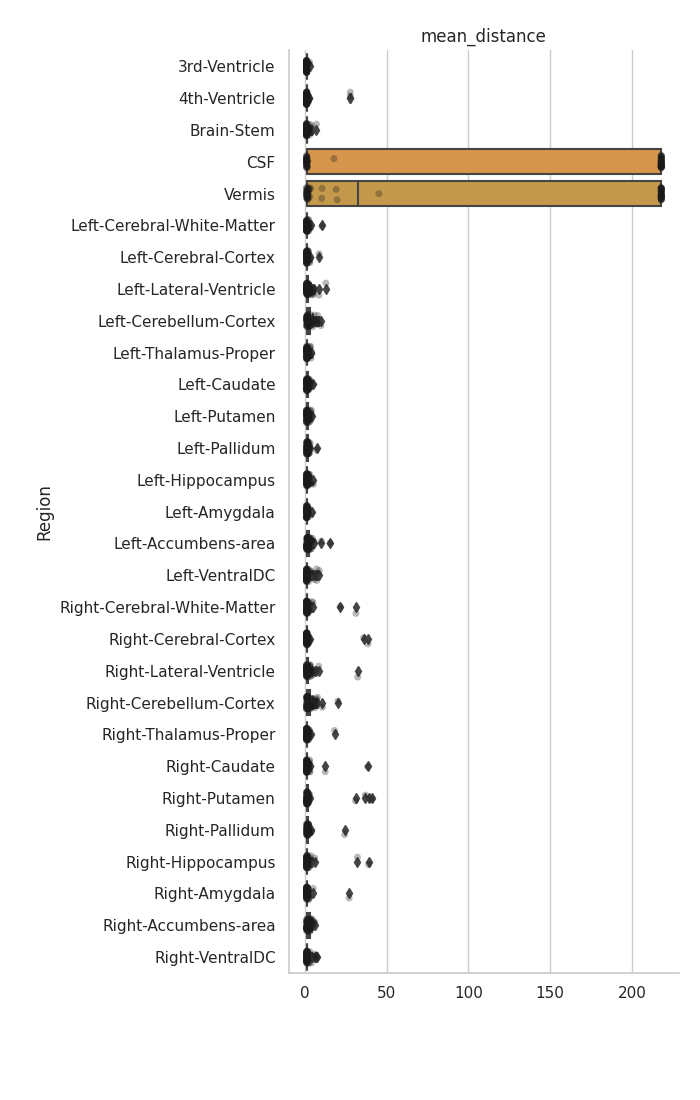 mean_distance
3rd-Ventricle
4th-Ventricle
Brain-Stem
CSF
Vermis
Left-Cerebral-White-Matter
Left-Cerebral-Cortex
Left-Lateral-Ventricle
Left-Cerebellum-Cortex
Left-Thalamus-Proper
Left-Caudate
Left-Putamen
Left-Pallidum
Left-Hippocampus
Left-Amygdala
Left-Accumbens-area
Left-VentralDC
Right-Cerebral-White-Matter
Right-Cerebral-Cortex
Right-Lateral-Ventricle
Right-Cerebellum-Cortex
Right-Thalamus-Proper
Right-Caudate
Right-Putamen
Right-Pallidum
Right-Hippocampus
Right-Amygdala
Right-Accumbens-area
Right-VentralDC
Region
0 50 100 150 200